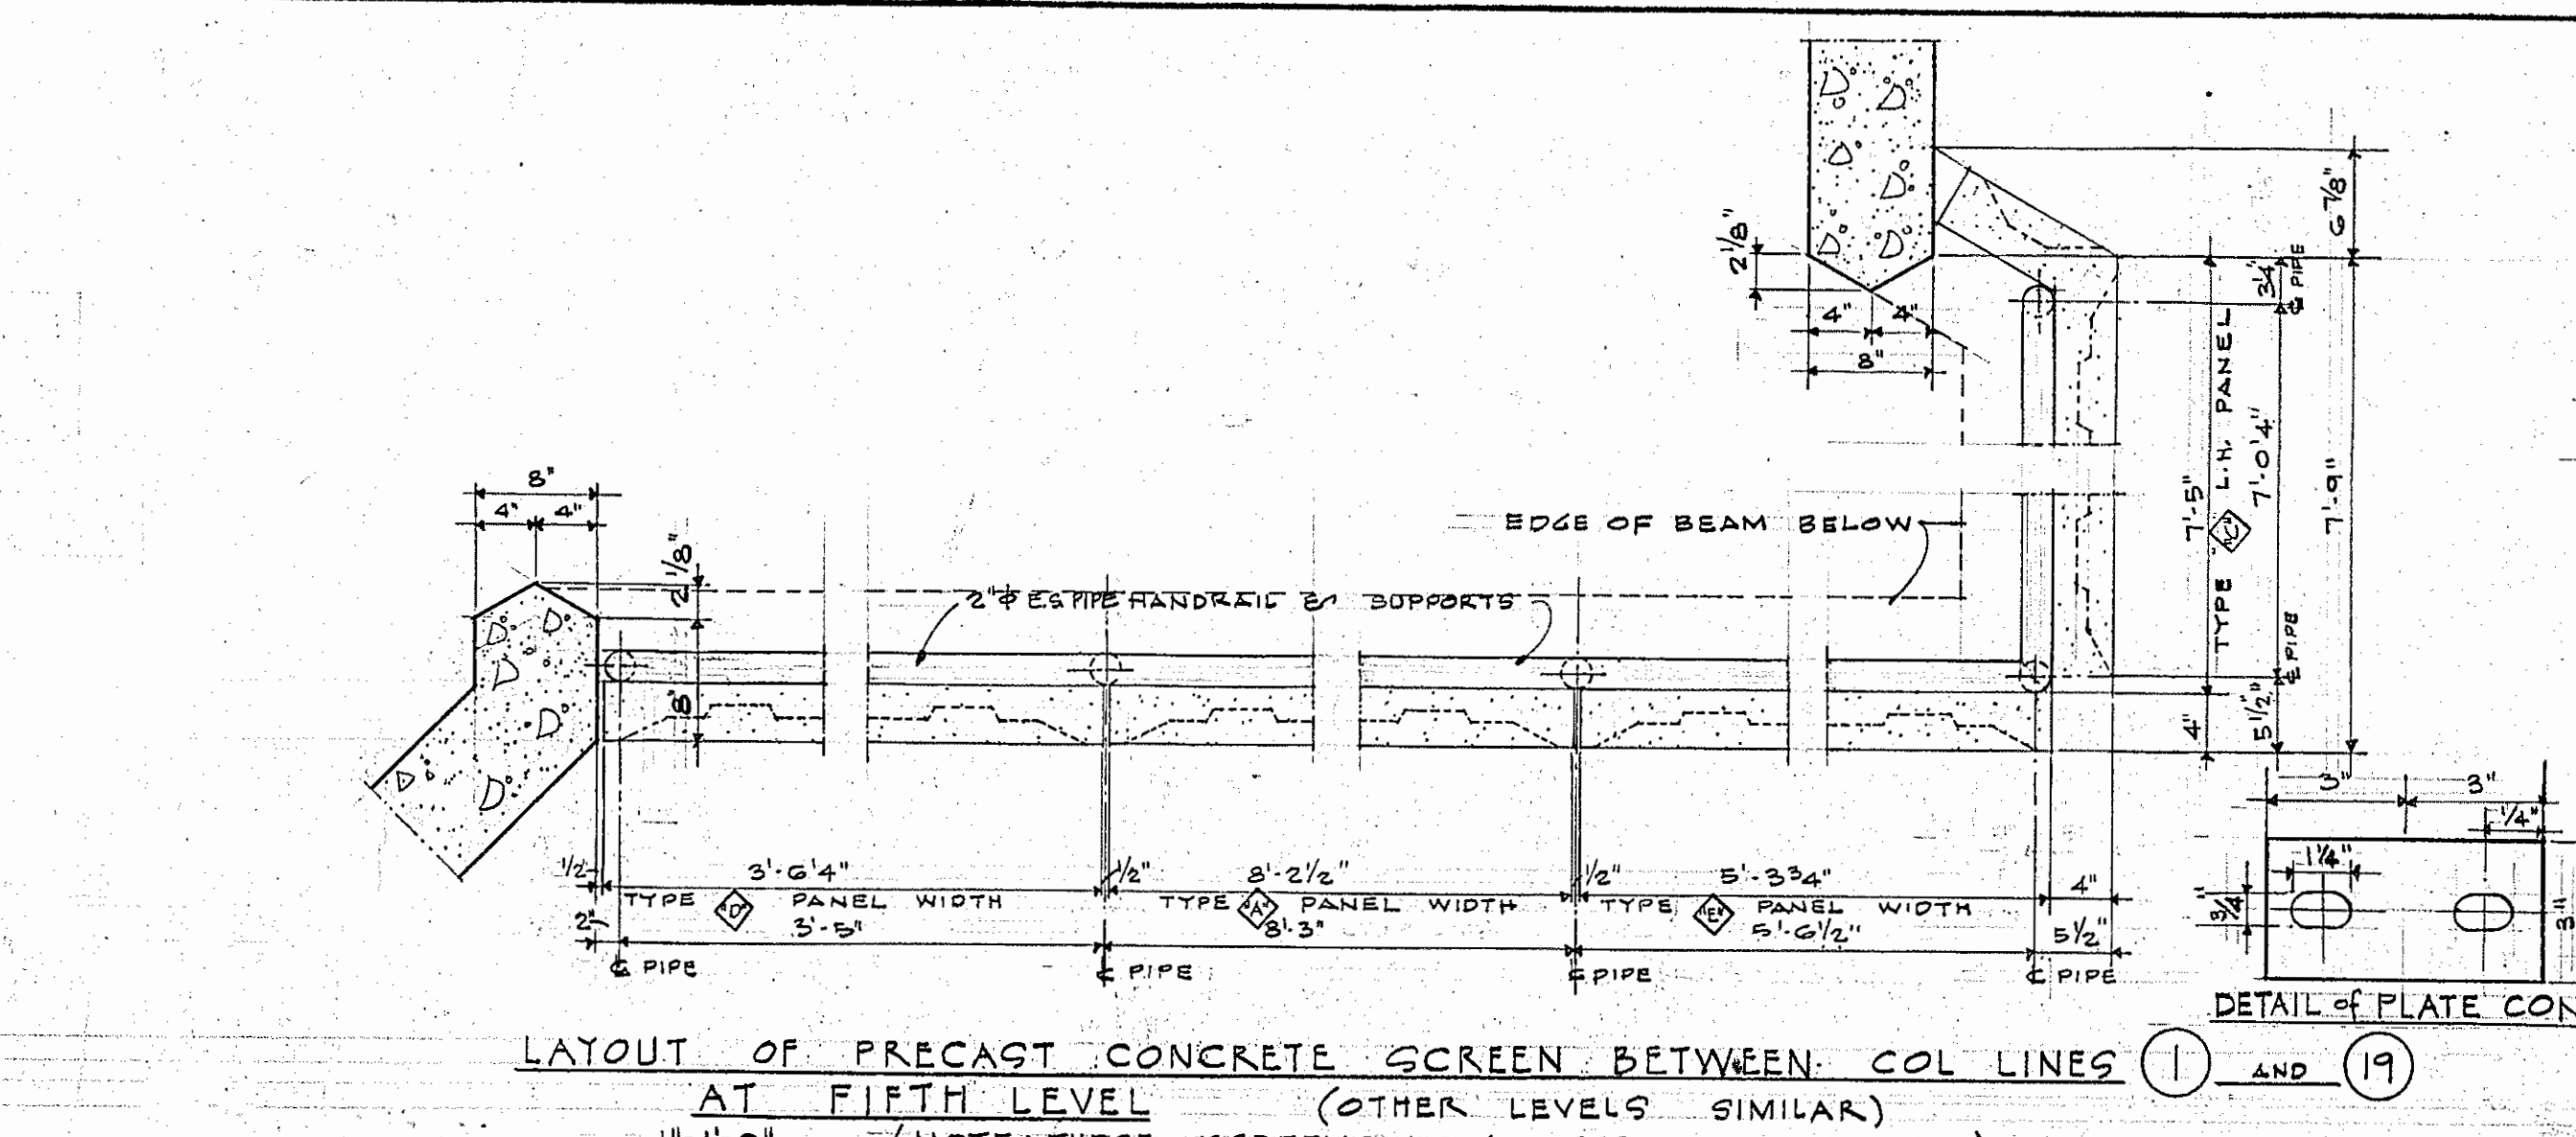 6 7/8"
2 1/8"
4" 4"
8"
3 1/4"
₵ PIPE
7'-5"
TYPE "C" L.H. PANEL
7'-0 1/4"
7'-9"
₵ PIPE
4"
5 1/2"
8"
4" 4"
2 1/8"
8"
EDGE OF BEAM BELOW
2"⌀ E.S PIPE HANDRAIL & SUPPORTS
1/2" 3'-6 1/4" 1/2" 8'-2 1/2" 1/2" 5'-3 3/4" 4"
TYPE "D" PANEL WIDTH TYPE "A" PANEL WIDTH TYPE "E" PANEL WIDTH
2" 3'-5" 8'-3" 5'-6 1/2" 5 1/2"
₵ PIPE ₵ PIPE ₵ PIPE ₵ PIPE
3" 3"
1/4"
1 1/4"
3/4"
3"
DETAIL of PLATE CON
LAYOUT OF PRECAST CONCRETE SCREEN BETWEEN COL LINES 1 AND 19
AT FIFTH LEVEL (OTHER LEVELS SIMILAR)